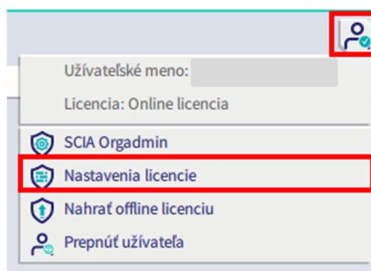 Užívateľské meno:
Licencia: Online licencia
SCIA Orgadmin
Nastavenia licencie
Nahrať offline licenciu
Prepnúť užívateľa